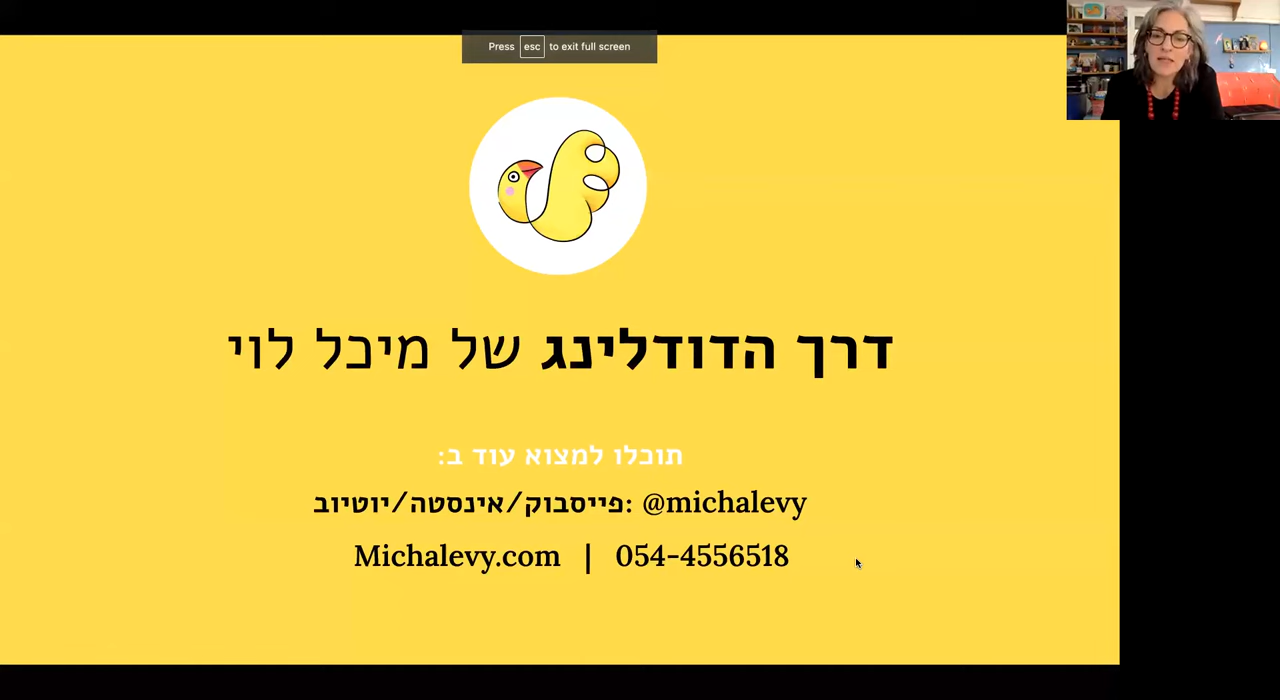 Press esc to exit full screen
דרך הדודלינג של מיכל לוי
תוכלו למצוא עוד ב:
פייסבוק/אינסטה/יוטיוב: @michalevy
Michalevy.com | 054-4556518